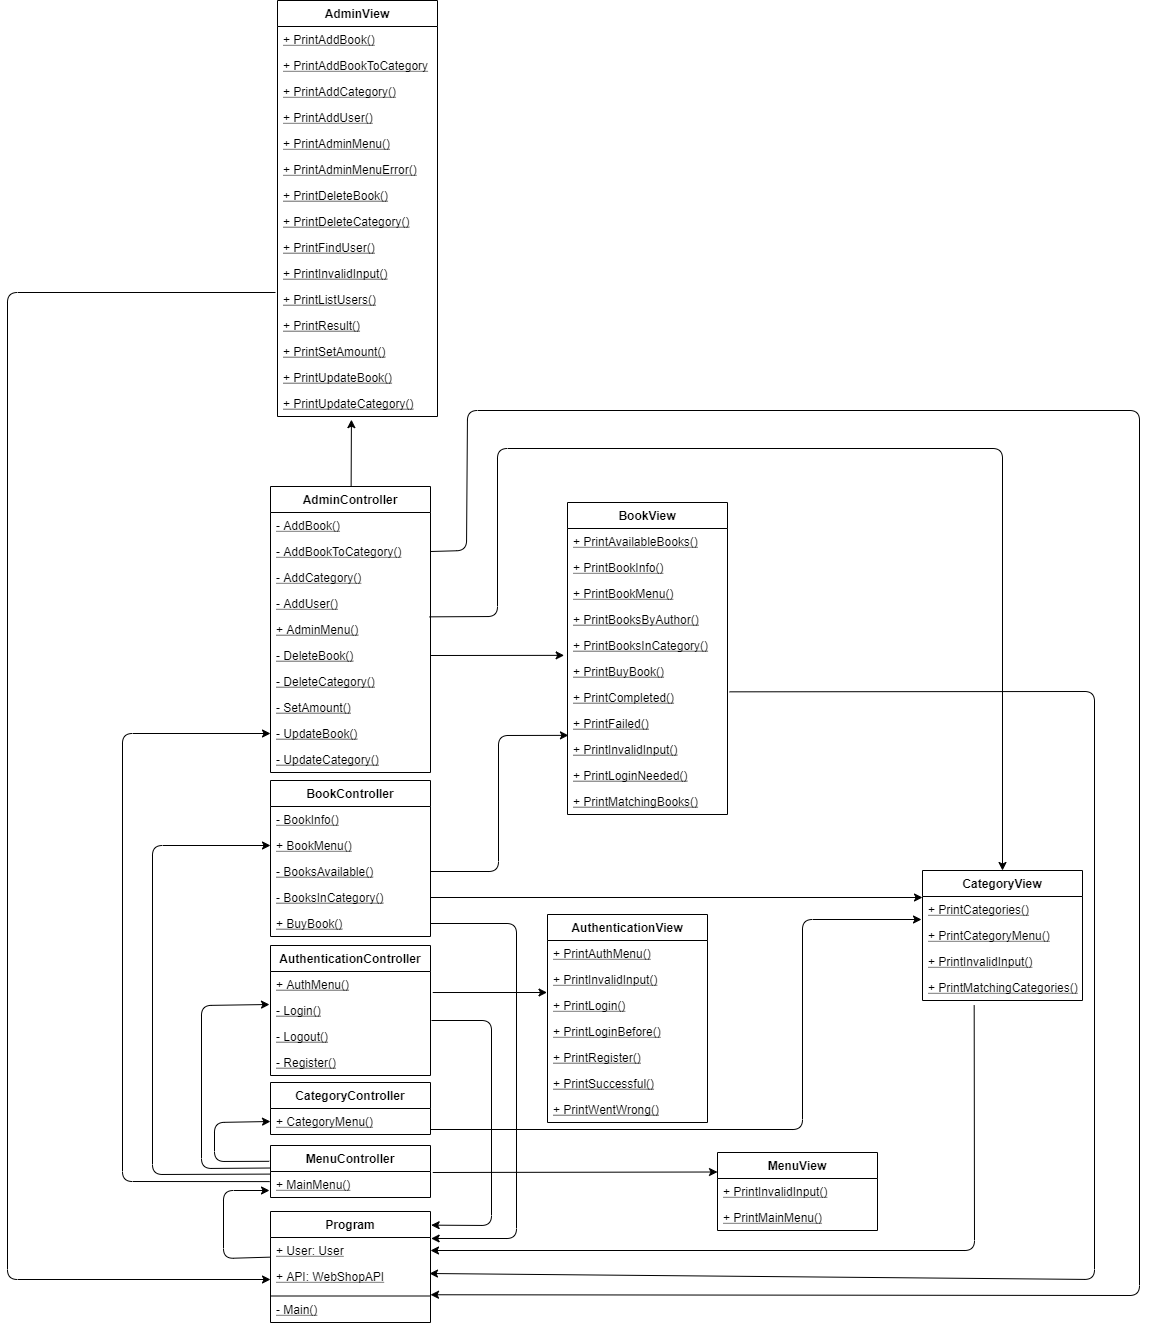 AdminView
+ PrintAddBook()
+ PrintAddBookToCategory
+ PrintAddCategory()
+ PrintAddUser()
+ PrintAdminMenu()
+ PrintAdminMenuError()
+ PrintDeleteBook()
+ PrintDeleteCategory()
+ PrintFindUser()
+ PrintInvalidInput()
+ PrintListUsers()
+ PrintResult()
+ PrintSetAmount()
+ PrintUpdateBook()
+ PrintUpdateCategory()
AdminController
- AddBook()
- AddBookToCategory()
- AddCategory()
- AddUser()
+ AdminMenu()
- DeleteBook()
- DeleteCategory()
- SetAmount()
- UpdateBook()
- UpdateCategory()
BookView
+ PrintAvailableBooks()
+ PrintBookInfo()
+ PrintBookMenu()
+ PrintBooksByAuthor()
+ PrintBooksInCategory()
+ PrintBuyBook()
+ PrintCompleted()
+ PrintFailed()
+ PrintInvalidInput()
+ PrintLoginNeeded()
+ PrintMatchingBooks()
BookController
- BookInfo()
+ BookMenu()
- BooksAvailable()
- BooksInCategory()
+ BuyBook()
CategoryView
+ PrintCategories()
+ PrintCategoryMenu()
+ PrintInvalidInput()
+ PrintMatchingCategories()
AuthenticationView
+ PrintAuthMenu()
+ PrintInvalidInput()
+ PrintLogin()
+ PrintLoginBefore()
+ PrintRegister()
+ PrintSuccessful()
+ PrintWentWrong()
AuthenticationController
+ AuthMenu()
- Login()
- Logout()
- Register()
CategoryController
+ CategoryMenu()
MenuController
+ MainMenu()
MenuView
+ PrintInvalidInput()
+ PrintMainMenu()
Program
+ User: User
+ API: WebShopAPI
- Main()